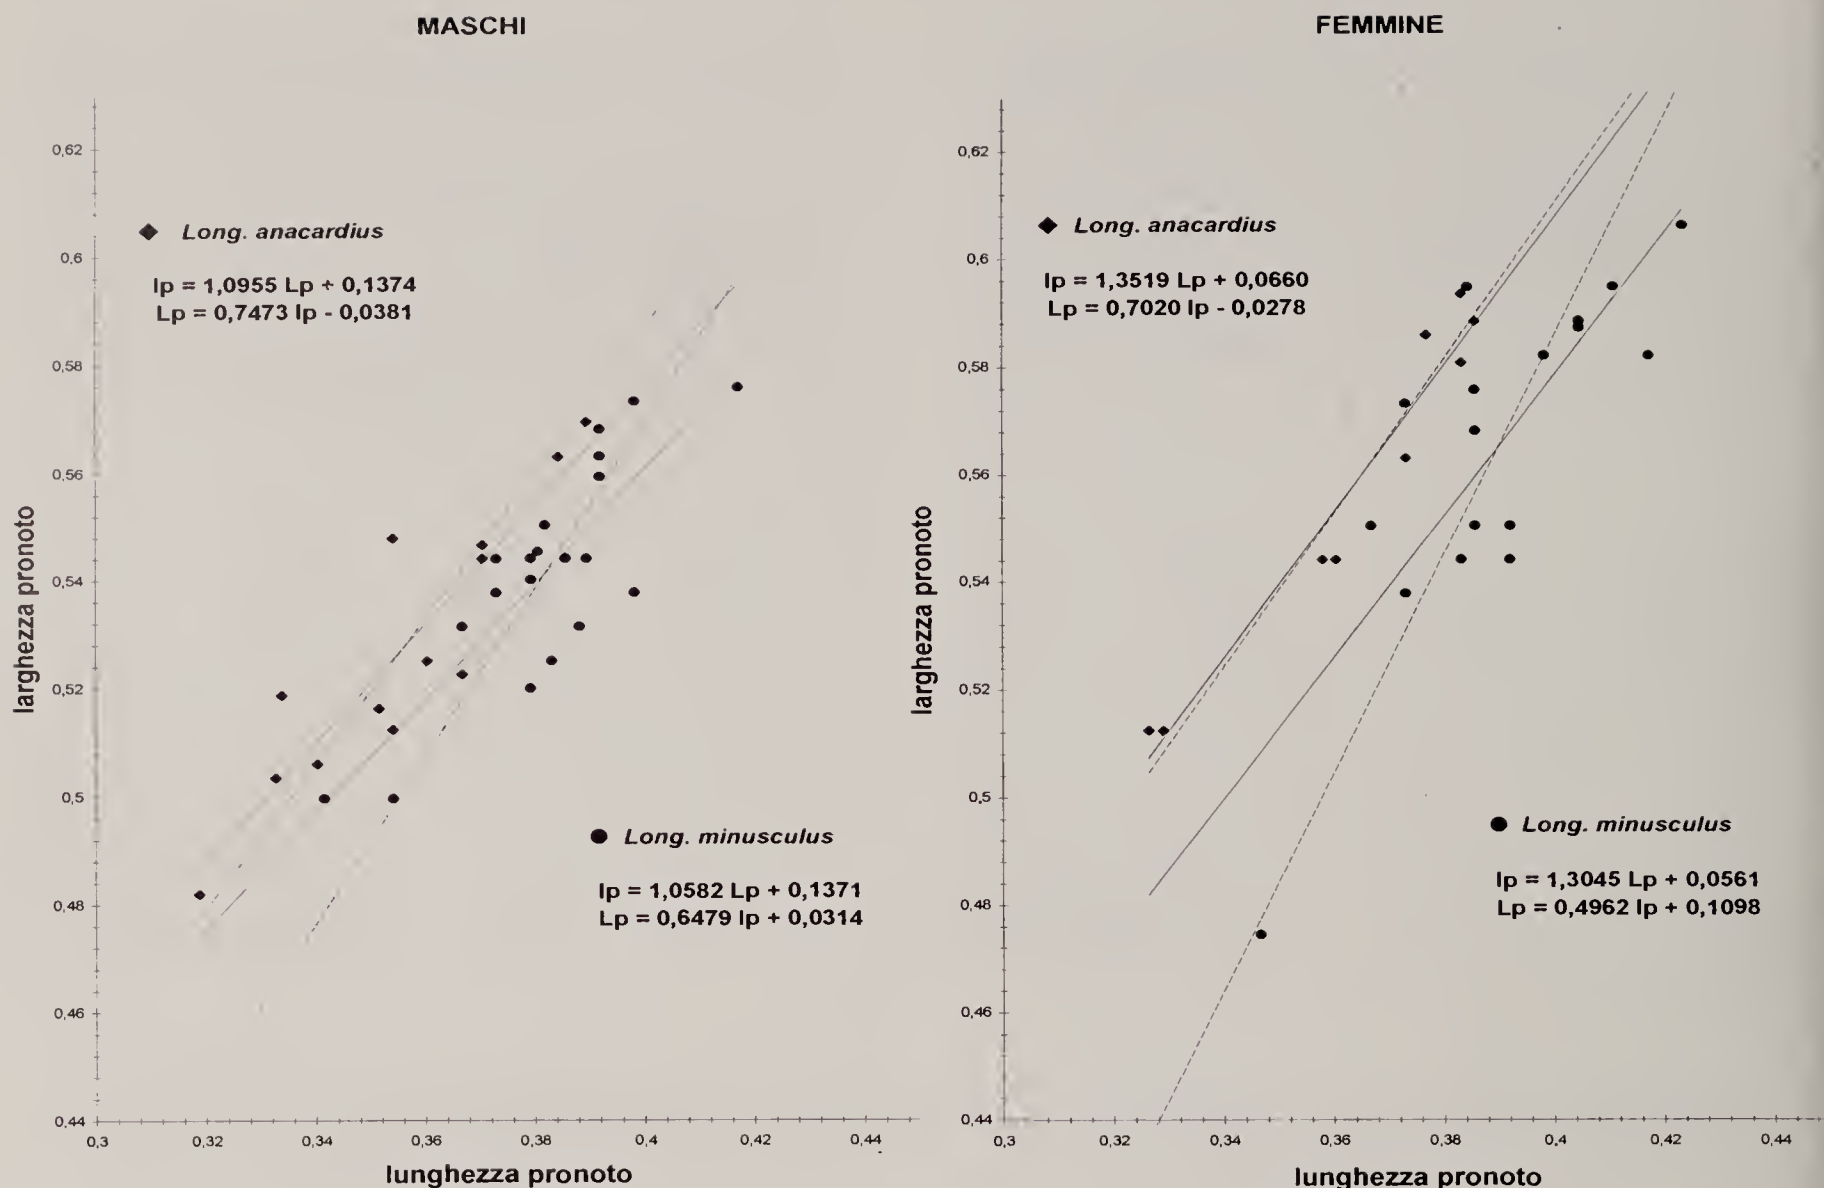 MASCHI
larghezza pronoto
0,62
0,6
0,58
0,56
0,54
0,52
0,5
0,48
0,46
0,44
Long. anacardius
lp = 1,0955 Lp + 0,1374
Lp = 0,7473 lp - 0,0381
Long. minusculus
lp = 1,0582 Lp + 0,1371
Lp = 0,6479 lp + 0,0314
0,3 0,32 0,34 0,36 0,38 0,4 0,42 0,44
lunghezza pronoto
FEMMINE
larghezza pronoto
0,62
0,6
0,58
0,56
0,54
0,52
0,5
0,48
0,46
0,44
Long. anacardius
lp = 1,3519 Lp + 0,0660
Lp = 0,7020 lp - 0,0278
Long. minusculus
lp = 1,3045 Lp + 0,0561
Lp = 0,4962 lp + 0,1098
0,3 0,32 0,34 0,36 0,38 0,4 0,42 0,44
lunghezza pronoto